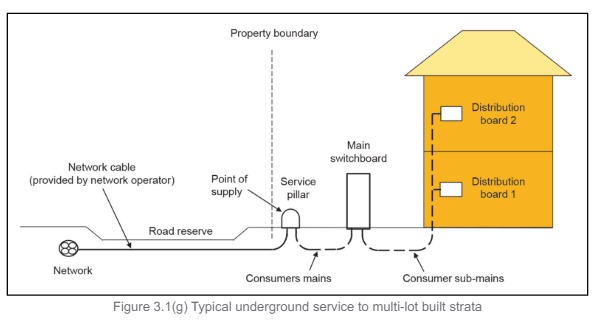 Property boundary
Distribution
board 2
Main
switchboard
Network cable
(provided by network operator)
Point of
supply
Service
pillar
Distribution
board 1
Road reserve
Network
Consumers mains
Consumer sub-mains
Figure 3.1(g) Typical underground service to multi-lot built strata